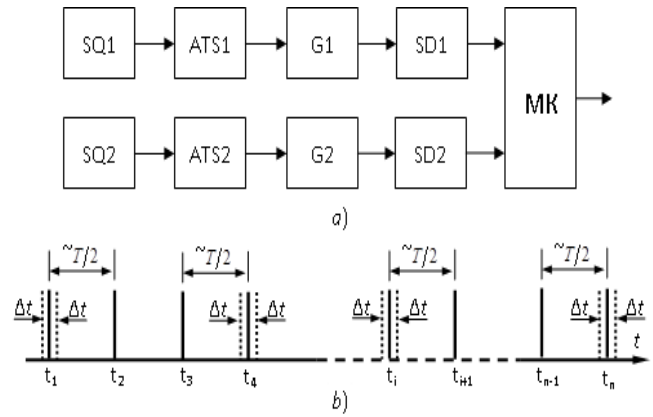 SQ1 ATS1 G1 SD1
МК
SQ2 ATS2 G2 SD2
a)
~T/2 ~T/2 ~T/2 ~T/2
Δt Δt Δt Δt Δt Δt Δt Δt
t
t₁ t₂ t₃ t₄ tᵢ tᵢ₊₁ tₙ₋₁ tₙ
b)